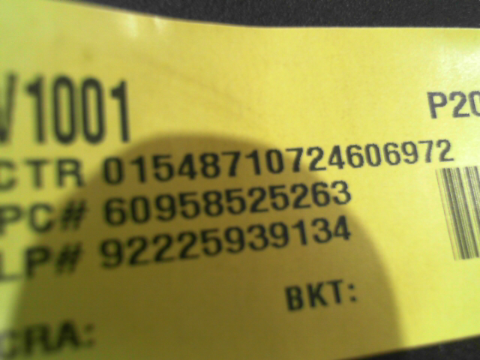 V1001 P20
CTR 01548710724606972
PC# 60958525263
LP# 92225939134
BKT:
CRA: